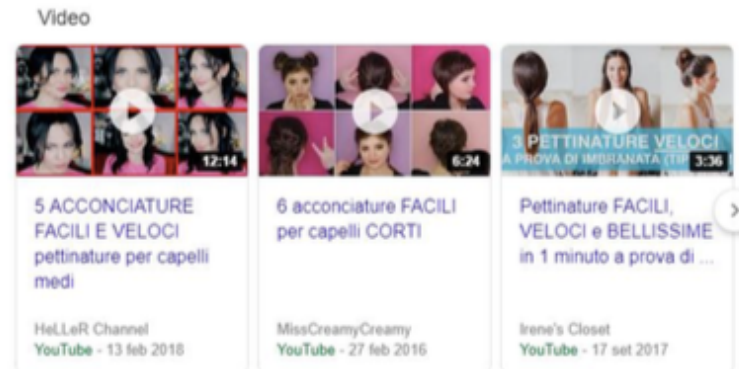 Video
12:14
5 ACCONCIATURE
FACILI E VELOCI
pettinature per capelli
medi
HeLLeR Channel
YouTube - 13 feb 2018
6:24
6 acconciature FACILI
per capelli CORTI
MissCreamyCreamy
YouTube - 27 feb 2016
3 PETTINATURE VELOCI
A PROVA DI IMBRANATA (TIP
3:36
Pettinature FACILI,
VELOCI e BELLISSIME
in 1 minuto a prova di ...
Irene's Closet
YouTube - 17 set 2017